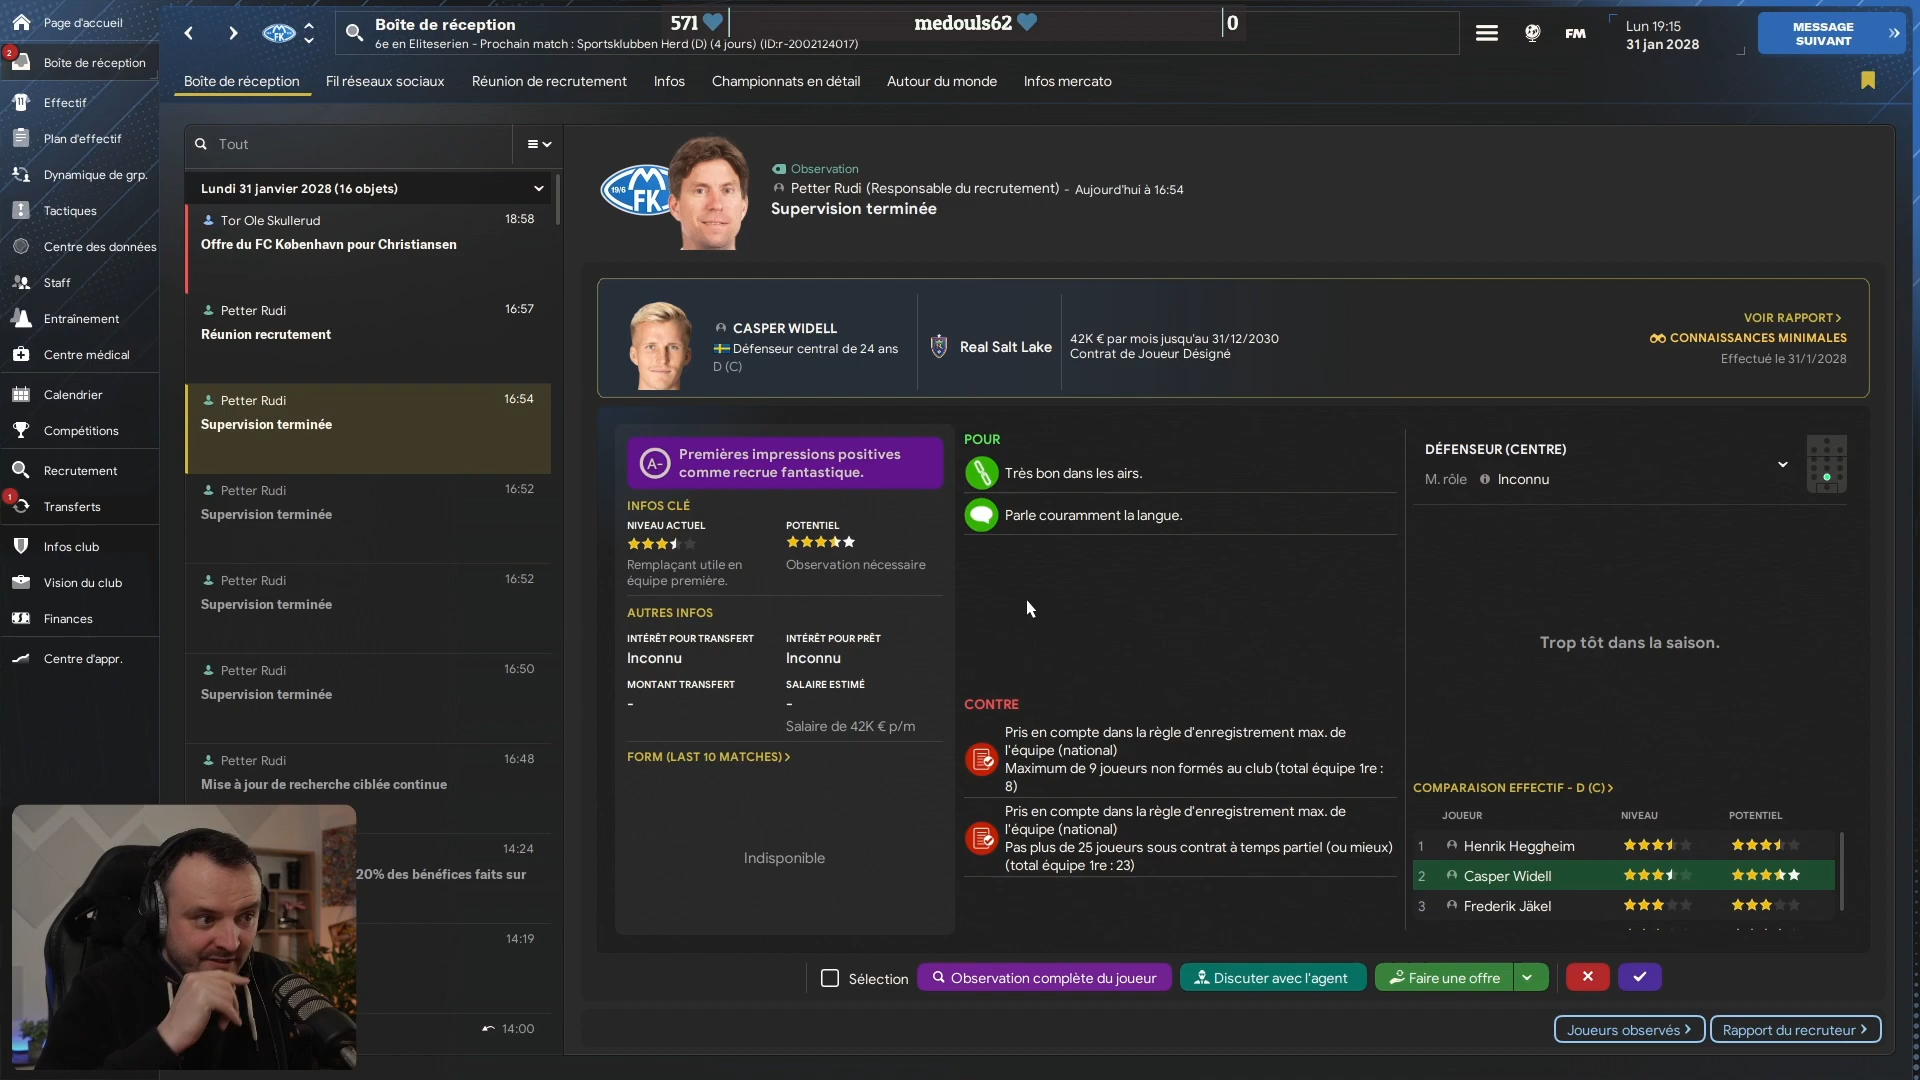 Page d'accueil
2
Boîte de réception
Effectif
Plan d'effectif
Dynamique de grp.
Tactiques
Centre des données
Staff
Entraînement
Centre médical
Calendrier
Compétitions
Recrutement
1
Transferts
Infos club
Vision du club
Finances
Centre d'appr.
Boîte de réception
6e en Eliteserien - Prochain match : Sportsklubben Herd (D) (4 jours) (ID:r-2002124017)
571
medouls62
0
FM
Lun 19:15
31 jan 2028
MESSAGE
SUIVANT
Boîte de réception
Fil réseaux sociaux
Réunion de recrutement
Infos
Championnats en détail
Autour du monde
Infos mercato
Tout
Lundi 31 janvier 2028 (16 objets)
Tor Ole Skullerud 18:58
Offre du FC København pour Christiansen
Petter Rudi 16:57
Réunion recrutement
Petter Rudi 16:54
Supervision terminée
Petter Rudi 16:52
Supervision terminée
Petter Rudi 16:52
Supervision terminée
Petter Rudi 16:50
Supervision terminée
Petter Rudi 16:48
Mise à jour de recherche ciblée continue
14:24
20% des bénéfices faits sur
14:19
14:00
Observation
Petter Rudi (Responsable du recrutement) - Aujourd'hui à 16:54
Supervision terminée
CASPER WIDELL
Défenseur central de 24 ans
D (C)
Real Salt Lake
42K € par mois jusqu'au 31/12/2030
Contrat de Joueur Désigné
VOIR RAPPORT
CONNAISSANCES MINIMALES
Effectué le 31/1/2028
A-
Premières impressions positives
comme recrue fantastique.
INFOS CLÉ
NIVEAU ACTUEL
Remplaçant utile en
équipe première.
POTENTIEL
Observation nécessaire
AUTRES INFOS
INTÉRÊT POUR TRANSFERT
Inconnu
INTÉRÊT POUR PRÊT
Inconnu
MONTANT TRANSFERT
-
SALAIRE ESTIMÉ
-
Salaire de 42K € p/m
FORM (LAST 10 MATCHES)
Indisponible
POUR
Très bon dans les airs.
Parle couramment la langue.
CONTRE
Pris en compte dans la règle d'enregistrement max. de
l'équipe (national)
Maximum de 9 joueurs non formés au club (total équipe 1re :
8)
Pris en compte dans la règle d'enregistrement max. de
l'équipe (national)
Pas plus de 25 joueurs sous contrat à temps partiel (ou mieux)
(total équipe 1re : 23)
DÉFENSEUR (CENTRE)
M. rôle Inconnu
Trop tôt dans la saison.
COMPARAISON EFFECTIF - D (C)
JOUEUR NIVEAU POTENTIEL
1 Henrik Heggheim
2 Casper Widell
3 Frederik Jäkel
Sélection
Observation complète du joueur
Discuter avec l'agent
Faire une offre
Joueurs observés
Rapport du recruteur